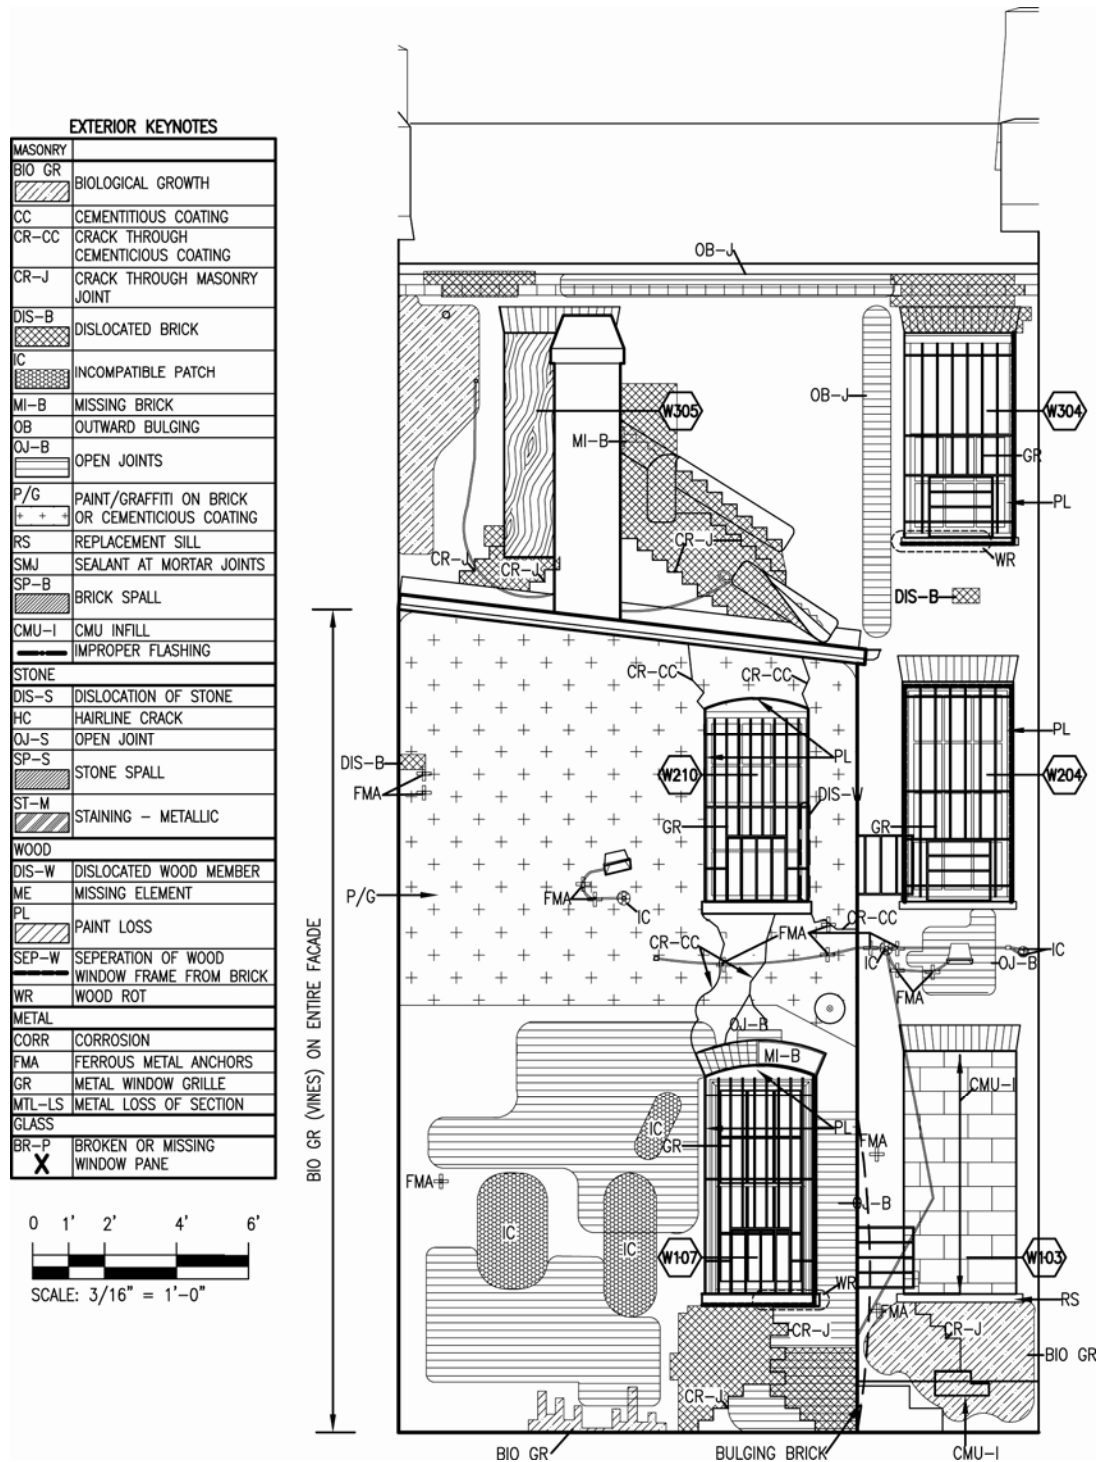 EXTERIOR KEYNOTES
MASONRY
BIO GR BIOLOGICAL GROWTH
CC CEMENTITIOUS COATING
CR-CC CRACK THROUGH
CEMENTICIOUS COATING
CR-J CRACK THROUGH MASONRY
JOINT
DIS-B DISLOCATED BRICK
IC INCOMPATIBLE PATCH
MI-B MISSING BRICK
OB OUTWARD BULGING
OJ-B OPEN JOINTS
P/G PAINT/GRAFFITI ON BRICK
OR CEMENTICIOUS COATING
RS REPLACEMENT SILL
SMJ SEALANT AT MORTAR JOINTS
SP-B BRICK SPALL
CMU-I CMU INFILL
IMPROPER FLASHING
STONE
DIS-S DISLOCATION OF STONE
HC HAIRLINE CRACK
OJ-S OPEN JOINT
SP-S STONE SPALL
ST-M STAINING - METALLIC
WOOD
DIS-W DISLOCATED WOOD MEMBER
ME MISSING ELEMENT
PL PAINT LOSS
SEP-W SEPERATION OF WOOD
WINDOW FRAME FROM BRICK
WR WOOD ROT
METAL
CORR CORROSION
FMA FERROUS METAL ANCHORS
GR METAL WINDOW GRILLE
MTL-LS METAL LOSS OF SECTION
GLASS
BR-P BROKEN OR MISSING
X WINDOW PANE
0 1' 2' 4' 6'
SCALE: 3/16" = 1'-0"
BIO GR (VINES) ON ENTIRE FACADE
OB-J
OB-J
W305
W304
MI-B
GR
PL
CR-J
CR-J
CR-J
WR
DIS-B
CR-CC
CR-CC
PL
PL
DIS-B
W210
W204
FMA
DIS-W
GR
GR
P/G
FMA
IC
CR-CC
FMA
CR-CC
IC
OJ-B
IC
FMA
OJ-B
MI-B
CMU-I
IC
PL
GR
FMA
FMA
OJ-B
IC
IC
W107
W103
WR
FMA
RS
CR-J
CR-J
BIO GR
CR-J
BIO GR
BULGING BRICK
CMU-I